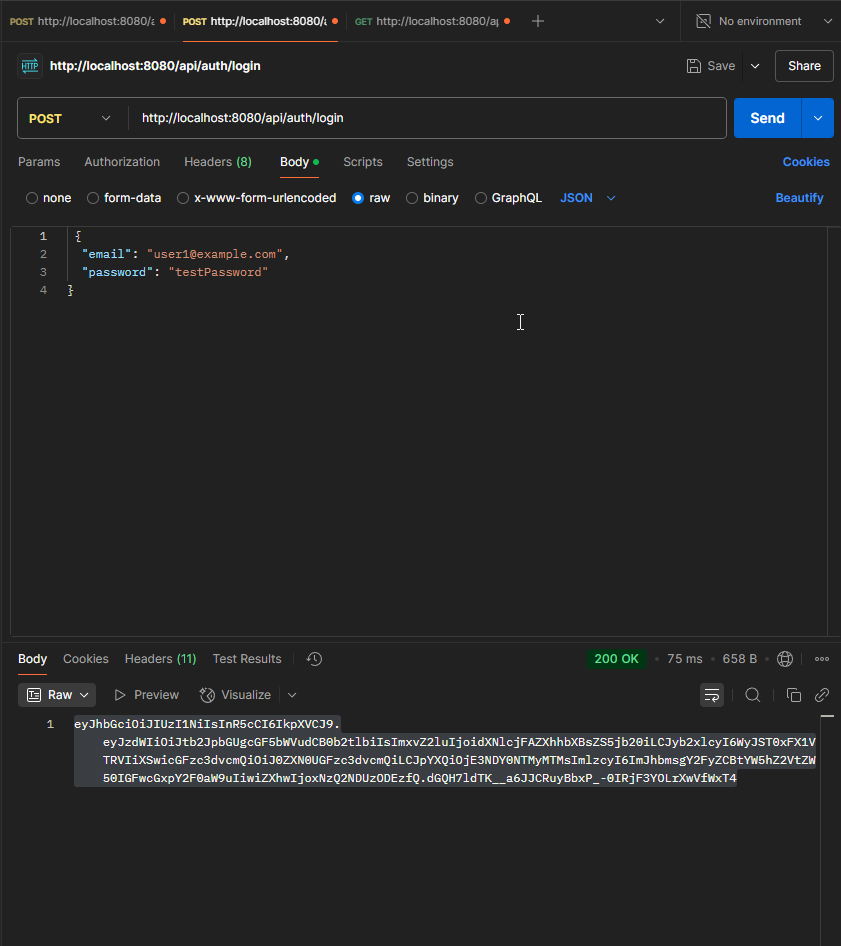 POST http://localhost:8080/a
POST http://localhost:8080/a
GET http://localhost:8080/ap
No environment
HTTP http://localhost:8080/api/auth/login
Save
Share
POST
http://localhost:8080/api/auth/login
Send
Params Authorization Headers (8) Body Scripts Settings
Cookies
none form-data x-www-form-urlencoded raw binary GraphQL JSON
Beautify
1 {
2 "email": "user1@example.com",
3 "password": "testPassword"
4 }
Body Cookies Headers (11) Test Results
200 OK • 75 ms • 658 B
Raw Preview Visualize
1 eyJhbGciOiJIUzI1NiIsInR5cCI6IkpXVCJ9.
eyJzdWIiOiJtb2JpbGUgcGF5bWVudCB0b2tlbiIsImxvZ2luIjoidXNlcjFAZXhhbXBsZS5jb20iLCJyb2xlcyI6WyJST0xFX1V
TRVIiXSwicGFzc3dvcmQiOiJ0ZXN0UGFzc3dvcmQiLCJpYXQiOjE3NDY0NTMyMTMsImlzcyI6ImJhbmsgY2FyZCBtYW5hZ2VtZW
50IGFwcGxpY2F0aW9uIiwiZXhwIjoxNzQ2NDUzODEzfQ.dGQH7ldTK__a6JJCRuyBbxP_-0IRjF3YOLrXwVfWxT4